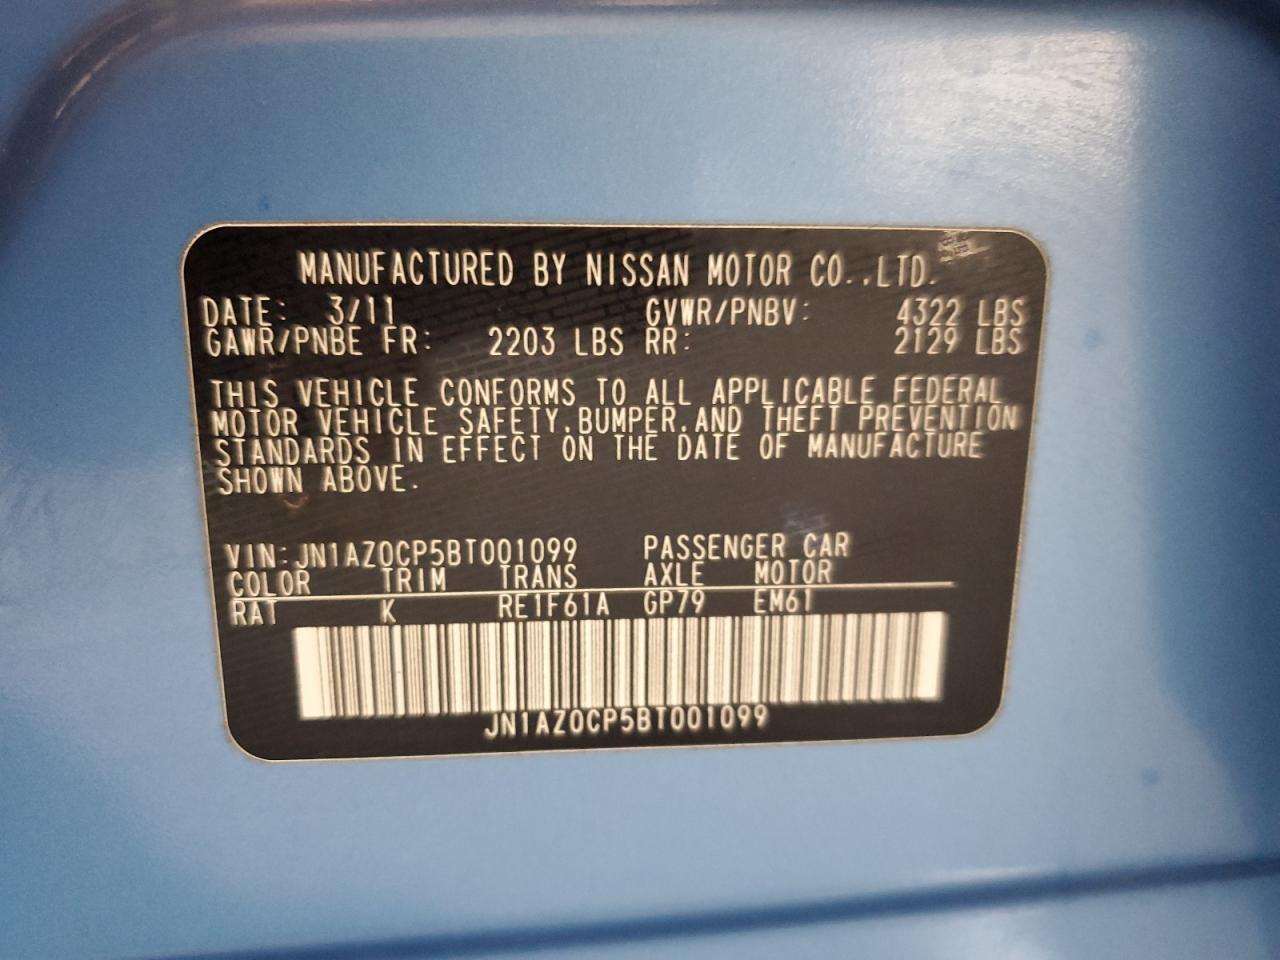 MANUFACTURED BY NISSAN MOTOR CO.,LTD.
DATE: 3/11 GVWR/PNBV: 4322 LBS
GAWR/PNBE FR: 2203 LBS RR: 2129 LBS
THIS VEHICLE CONFORMS TO ALL APPLICABLE FEDERAL
MOTOR VEHICLE SAFETY,BUMPER,AND THEFT PREVENTION
STANDARDS IN EFFECT ON THE DATE OF MANUFACTURE
SHOWN ABOVE.
VIN:JN1AZ0CP5BT001099 PASSENGER CAR
COLOR TRIM TRANS AXLE MOTOR
RAT K RE1F61A GP79 EM61
JN1AZ0CP5BT001099